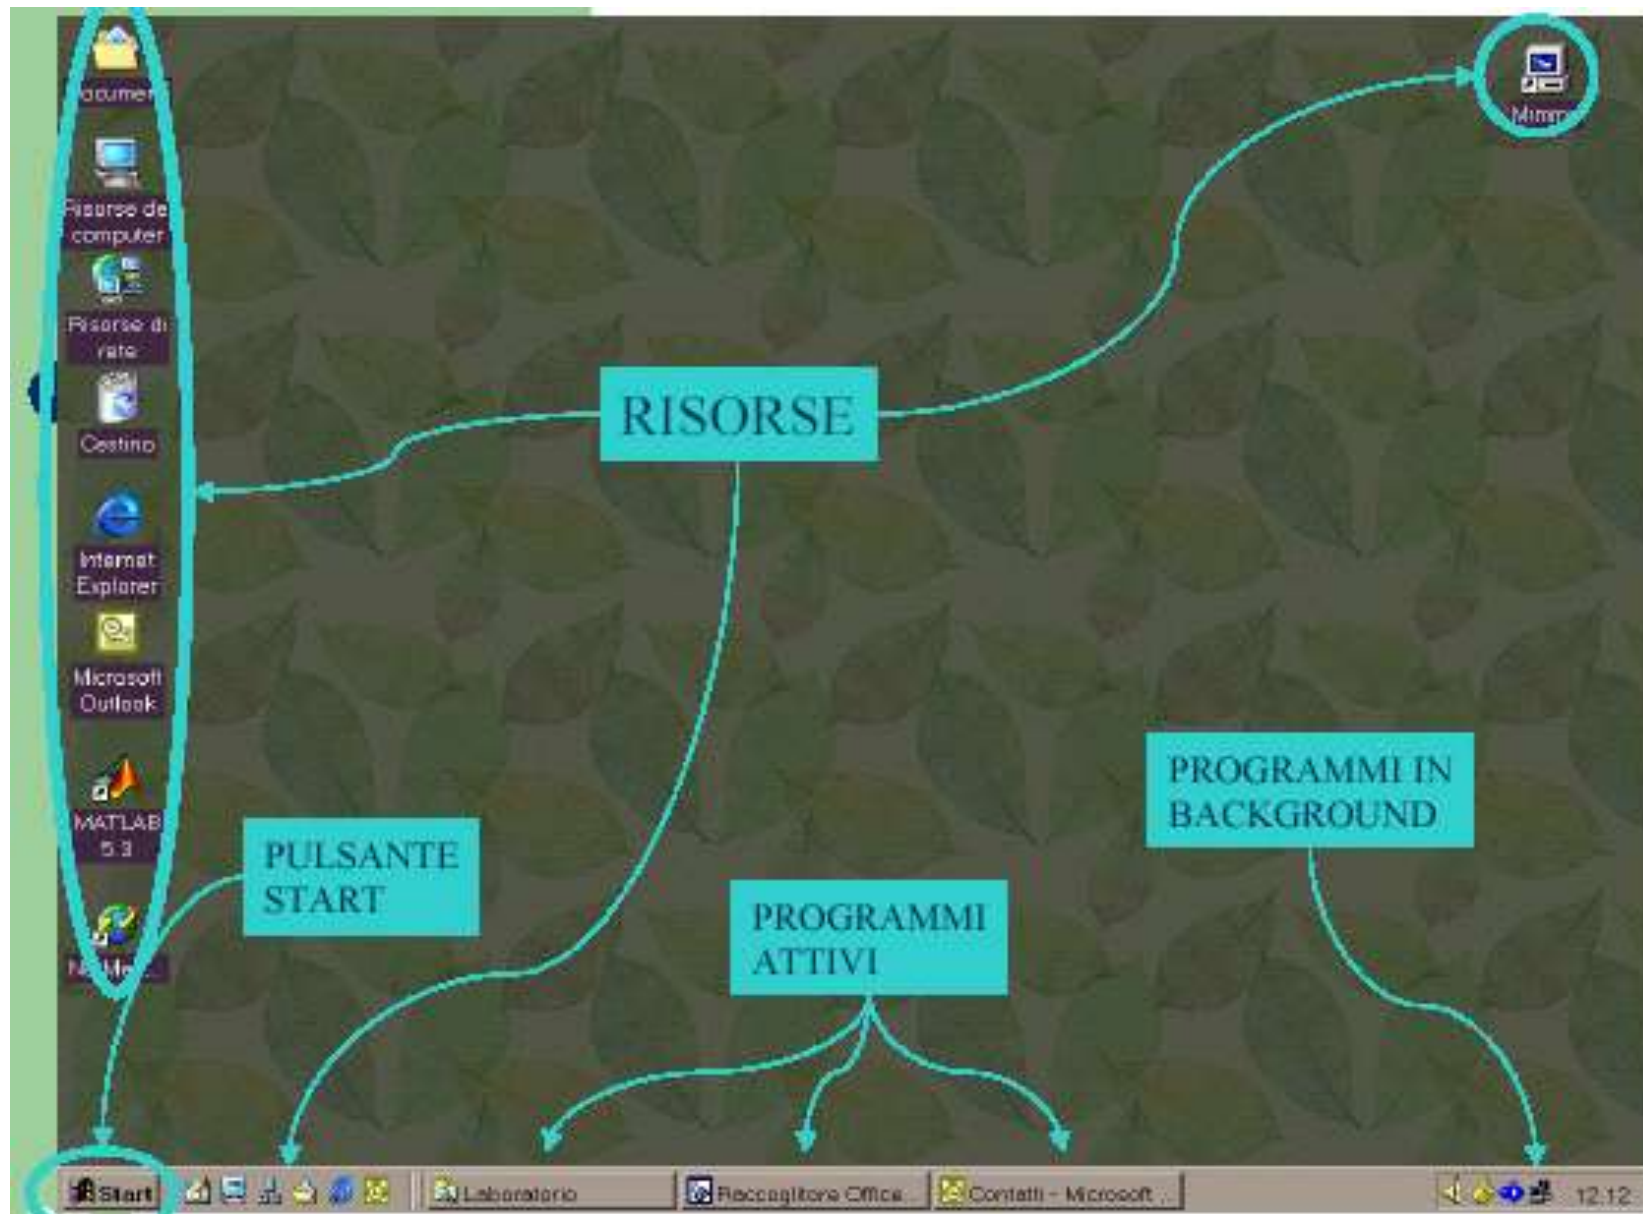 Risorse de
computer
Risorse di
rete
Cestino
Internet
Explorer
Microsoft
Outlook
MATLAB
5.3
RISORSE
PULSANTE
START
PROGRAMMI
ATTIVI
PROGRAMMI IN
BACKGROUND
Start
Laboratorio
Raccoglitore Office...
Contatti - Microsoft ...
12.12